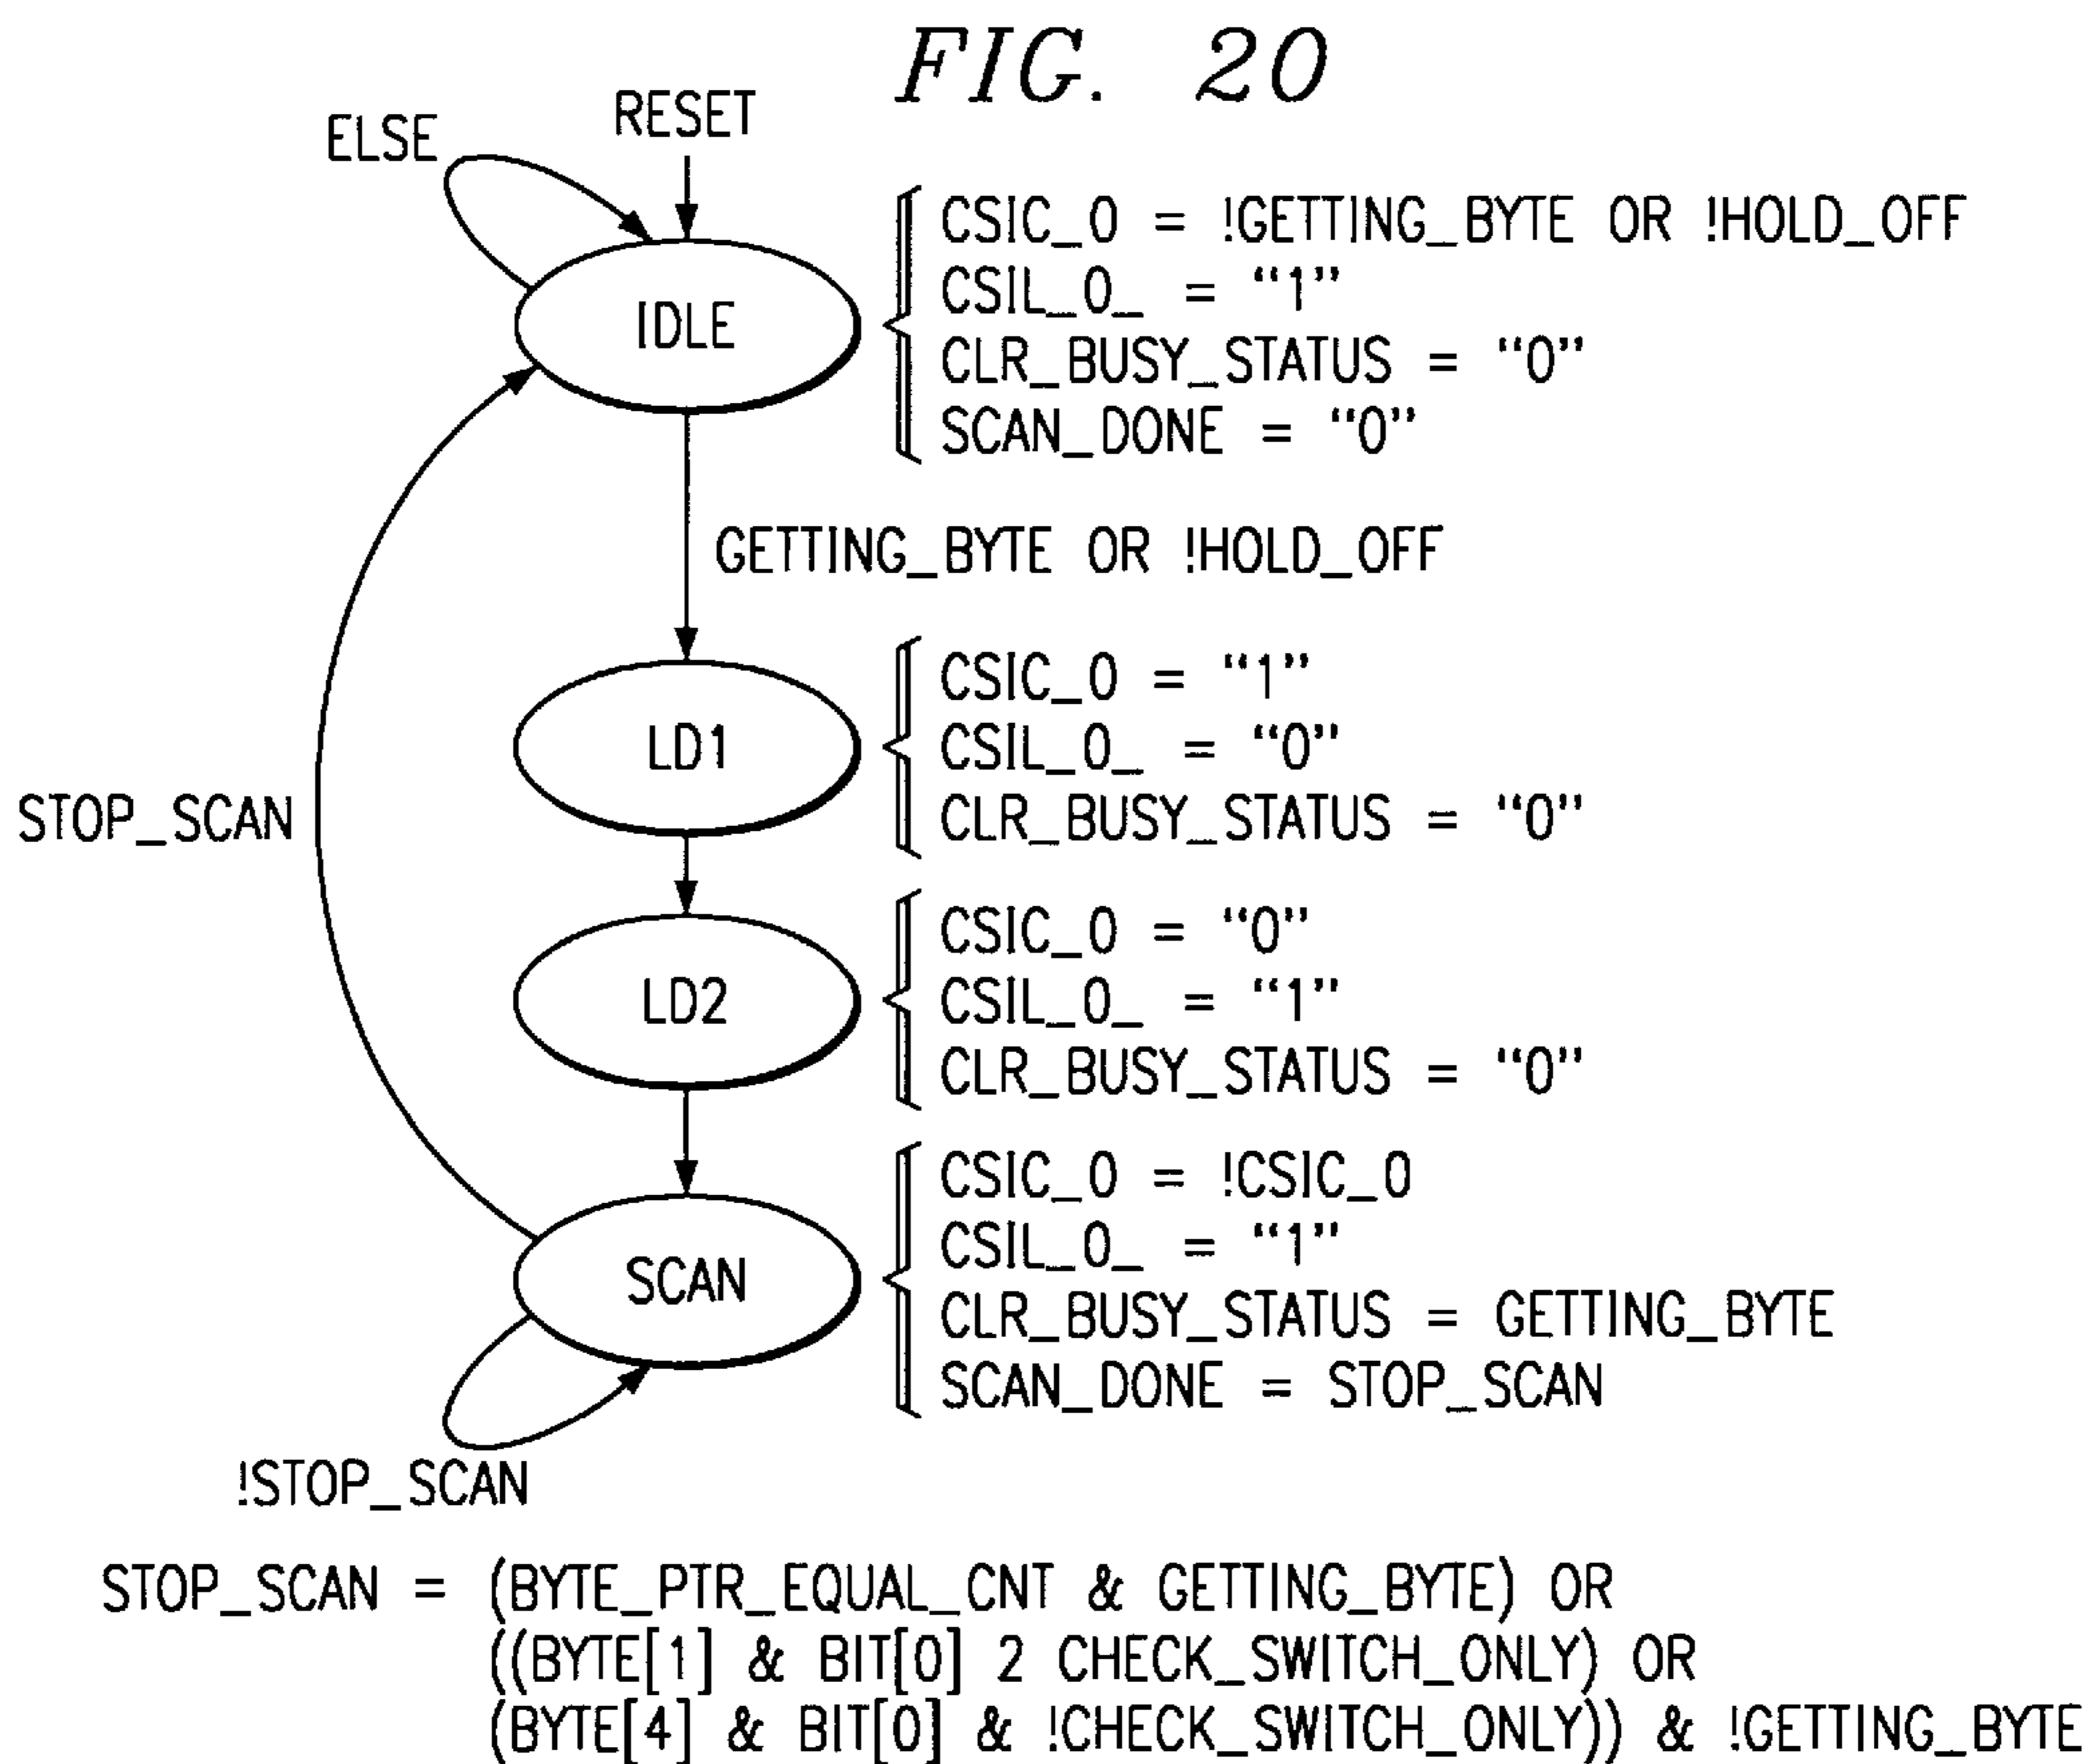 FIG. 20
RESET
ELSE
IDLE
CSIC_0 = !GETTING_BYTE OR !HOLD_OFF
CSIL_0_ = “1”
CLR_BUSY_STATUS = “0”
SCAN_DONE = “0”
GETTING_BYTE OR !HOLD_OFF
LD1
CSIC_0 = “1”
CSIL_0_ = “0”
CLR_BUSY_STATUS = “0”
STOP_SCAN
LD2
CSIC_0 = “0”
CSIL_0_ = “1”
CLR_BUSY_STATUS = “0”
SCAN
CSIC_0 = !CSIC_0
CSIL_0_ = “1”
CLR_BUSY_STATUS = GETTING_BYTE
SCAN_DONE = STOP_SCAN
!STOP_SCAN
STOP_SCAN = (BYTE_PTR_EQUAL_CNT & GETTING_BYTE) OR
((BYTE[1] & BIT[0] 2 CHECK_SWITCH_ONLY) OR
(BYTE[4] & BIT[0] & !CHECK_SWITCH_ONLY)) & !GETTING_BYTE